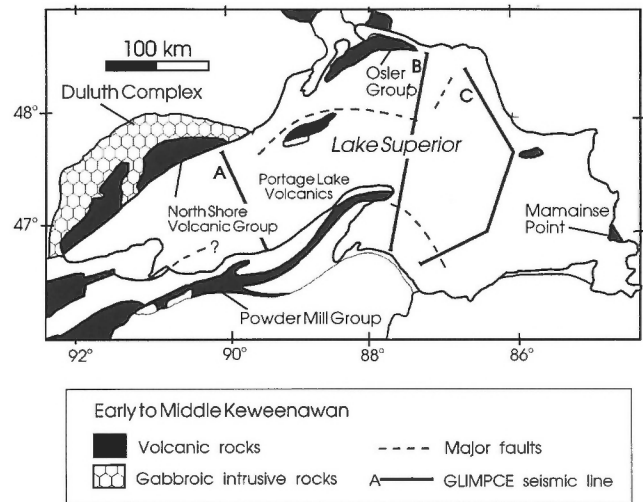 100 km
Duluth Complex
B
Osler
Group
C
48°
Lake Superior
A
Portage Lake
Volcanics
North Shore
Volcanic Group
47°
Mamainse
Point
?
Powder Mill Group
92°
90°
88°
86°
Early to Middle Keweenawan
Volcanic rocks
Major faults
Gabbroic intrusive rocks
A
GLIMPCE seismic line